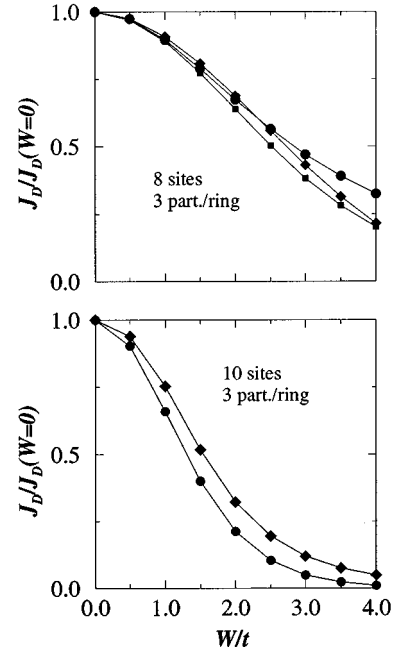 1.0
0.5
0.0
J_D/J_D(W=0)
8 sites
3 part./ring
1.0
0.5
0.0
J_D/J_D(W=0)
10 sites
3 part./ring
0.0 1.0 2.0 3.0 4.0
W/t